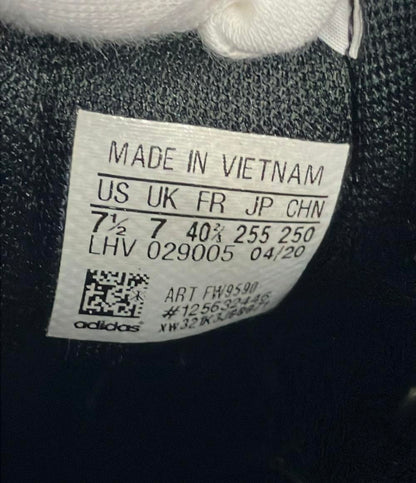 MADE IN VIETNAM
US UK FR JP CHN
7½ 7 40⅔ 255 250
LHV 029005 04/20
ART FW9590
adidas